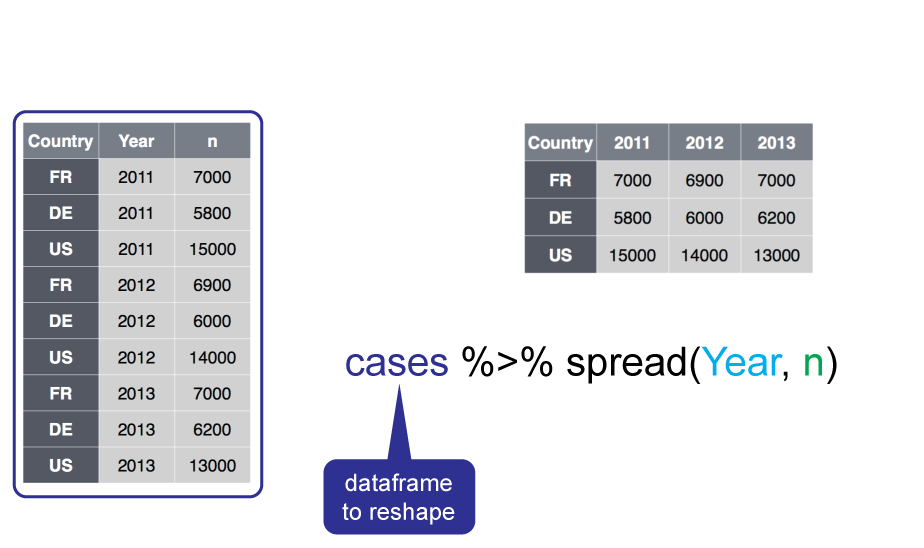 Country Year n
FR 2011 7000
DE 2011 5800
US 2011 15000
FR 2012 6900
DE 2012 6000
US 2012 14000
FR 2013 7000
DE 2013 6200
US 2013 13000
Country 2011 2012 2013
FR 7000 6900 7000
DE 5800 6000 6200
US 15000 14000 13000
cases %>% spread(Year, n)
dataframe
to reshape